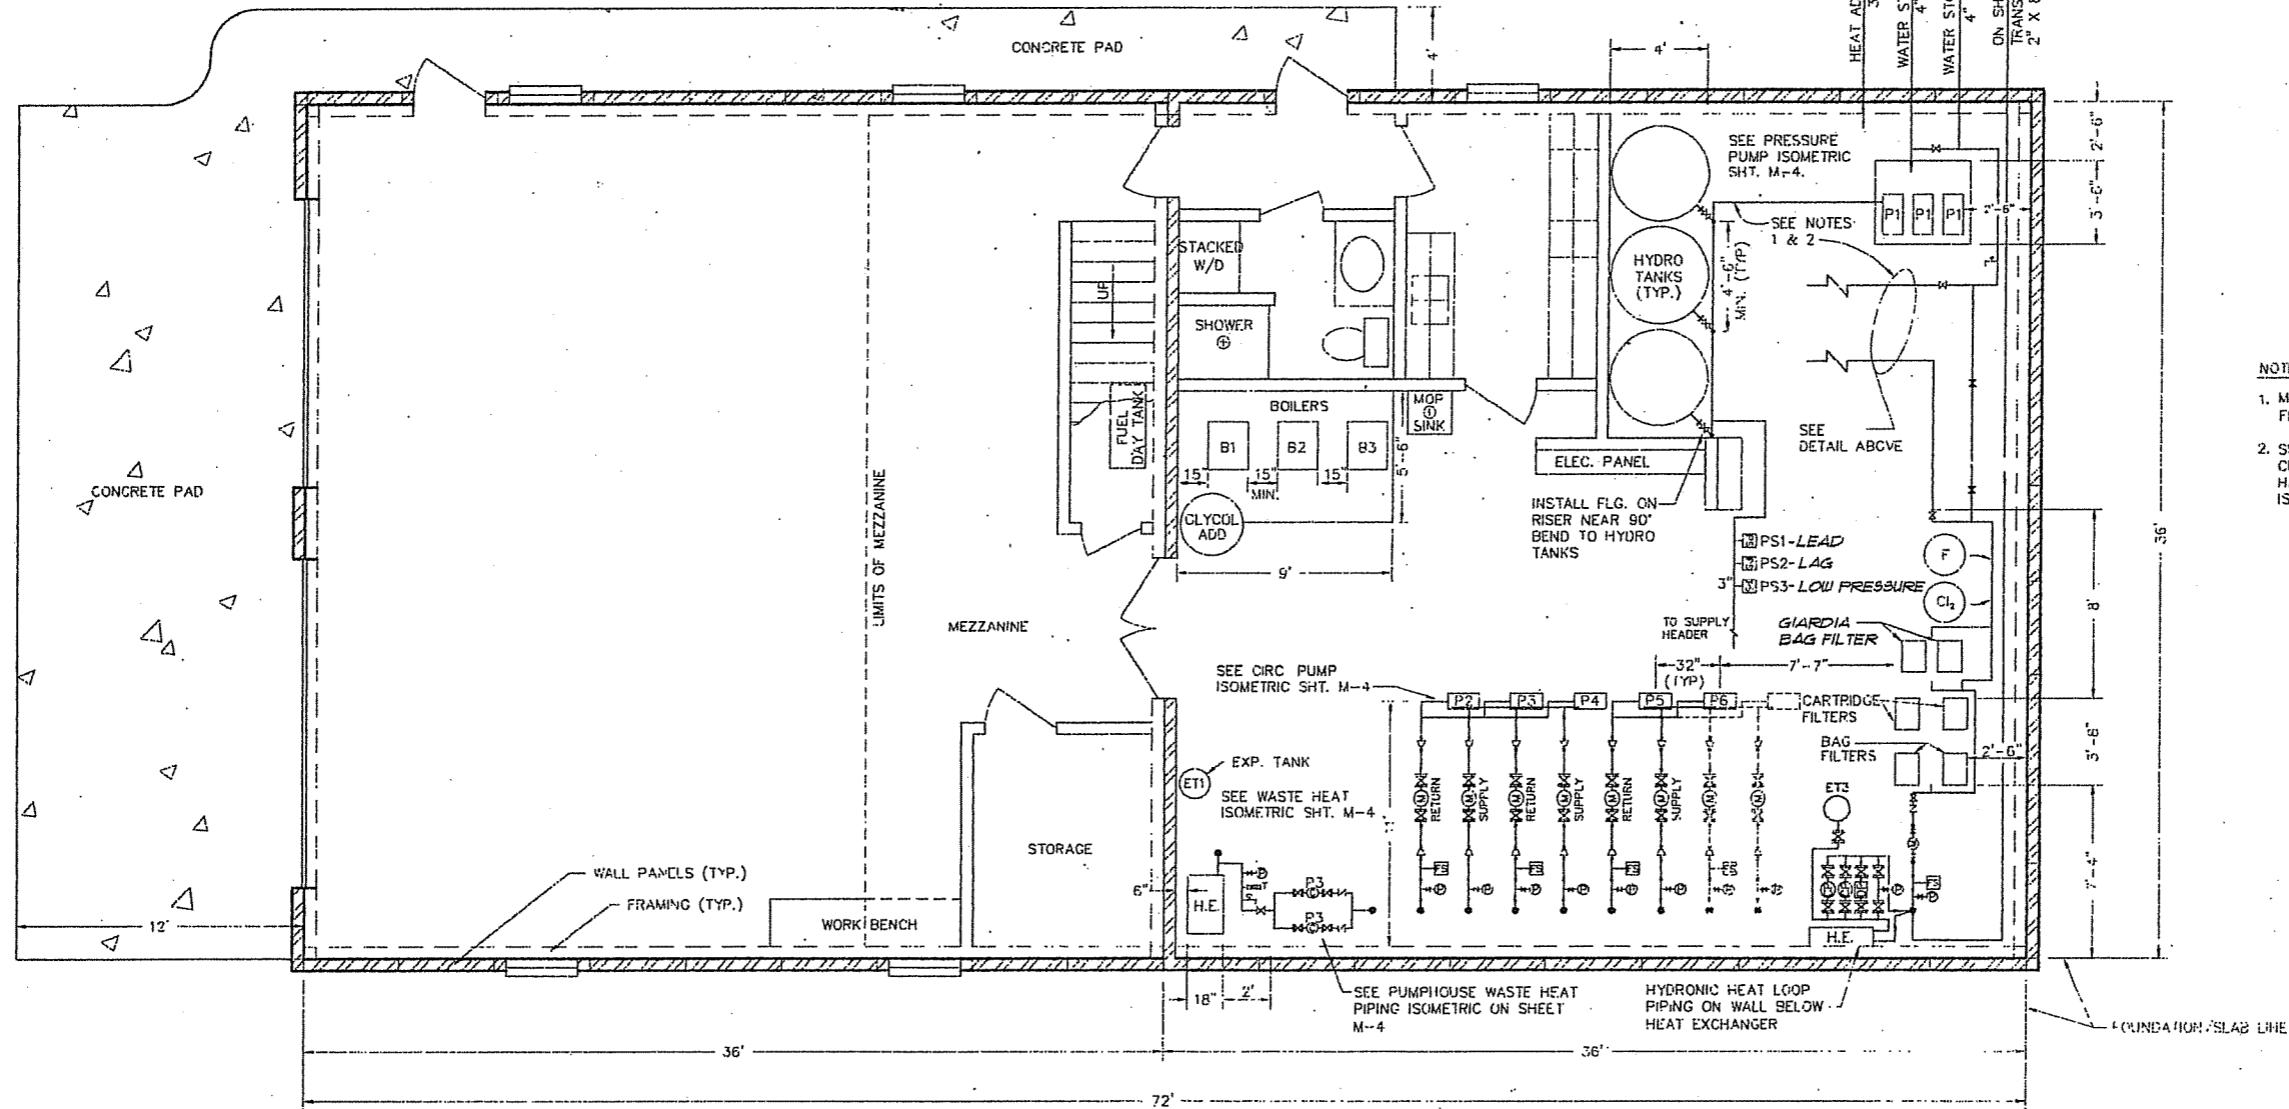 CONCRETE PAD
4'
4'
HEAT AD
3
WATER ST
4"
WATER STO
4"
ON SH
TRANS
2" X 8
SEE PRESSURE
PUMP ISOMETRIC
SHT. M-4.
P1
P1
P1
2'-6"
2'-6"
3'-6"
SEE NOTES
1 & 2
STACKED
W/D
UP
HYDRO
TANKS
(TYP.)
4'-6"
MIN. (TYP)
SHOWER
NOT
1. M
2. S
SEE
DETAIL ABOVE
FUEL
DAY TANK
BOILERS
MOP
SINK
B1
B2
B3
15"
15"
MIN.
15"
5'-6"
ELEC. PANEL
CONCRETE PAD
LIMITS OF MEZZANINE
GLYCOL
ADD
9'
INSTALL FLG. ON
RISER NEAR 90°
BEND TO HYDRO
TANKS
PS1-LEAD
PS2-LAG
3"
PS3-LOW PRESSURE
F
Cl2
8'
36'
MEZZANINE
TO SUPPLY
HEADER
GIARDIA
BAG FILTER
SEE CIRC PUMP
ISOMETRIC SHT. M-4
32"
(TYP)
7'-7"
P2
P3
P4
P5
P6
CARTRIDGE
FILTERS
BAG
FILTERS
2'-6"
3'-8"
EXP. TANK
ET1
SEE WASTE HEAT
ISOMETRIC SHT. M-4
RETURN
SUPPLY
RETURN
SUPPLY
RETURN
SUPPLY
ET3
STORAGE
7'-4"
WALL PANELS (TYP.)
FRAMING (TYP.)
6"
H.E.
P3
P3
12'
WORK BENCH
H.E.
18"
2'
SEE PUMPHOUSE WASTE HEAT
PIPING ISOMETRIC ON SHEET
M-4
HYDRONIC HEAT LOOP
PIPING ON WALL BELOW
HEAT EXCHANGER
FOUNDATION/SLAB LINE
36'
36'
72'